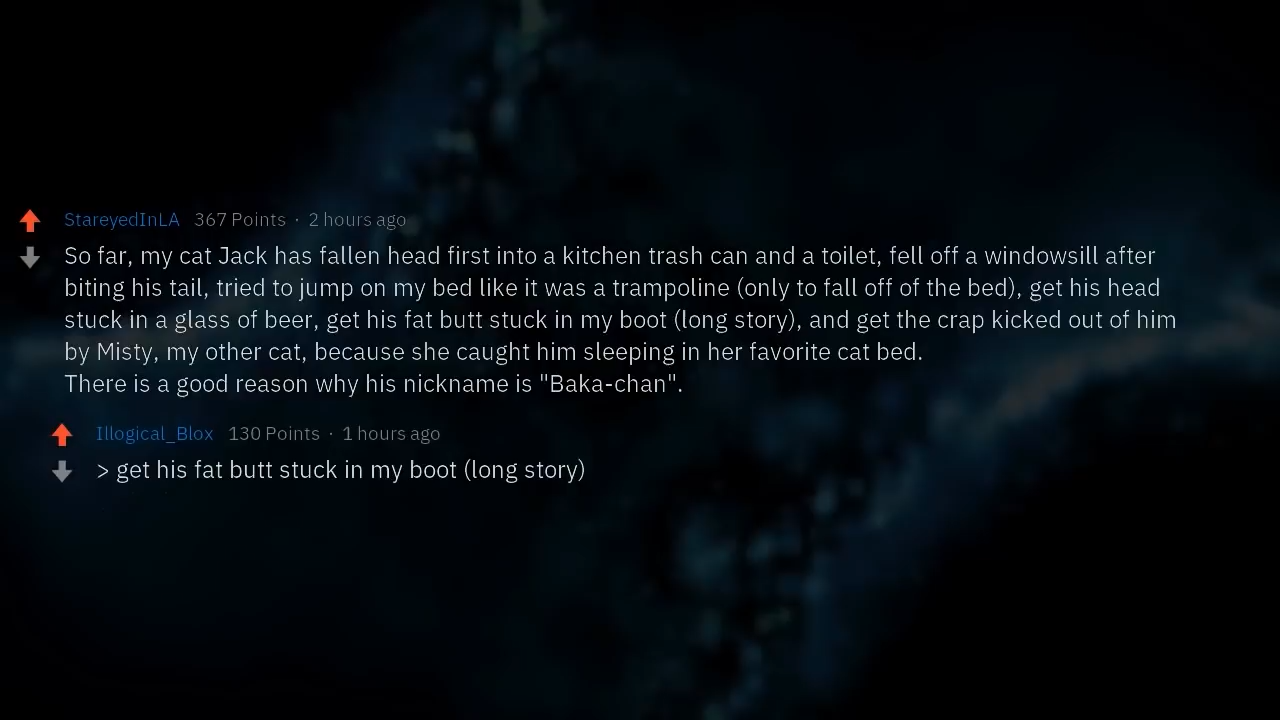 StareyedInLA 367 Points · 2 hours ago
So far, my cat Jack has fallen head first into a kitchen trash can and a toilet, fell off a windowsill after
biting his tail, tried to jump on my bed like it was a trampoline (only to fall off of the bed), get his head
stuck in a glass of beer, get his fat butt stuck in my boot (long story), and get the crap kicked out of him
by Misty, my other cat, because she caught him sleeping in her favorite cat bed.
There is a good reason why his nickname is "Baka-chan".
Illogical_Blox 130 Points · 1 hours ago
> get his fat butt stuck in my boot (long story)